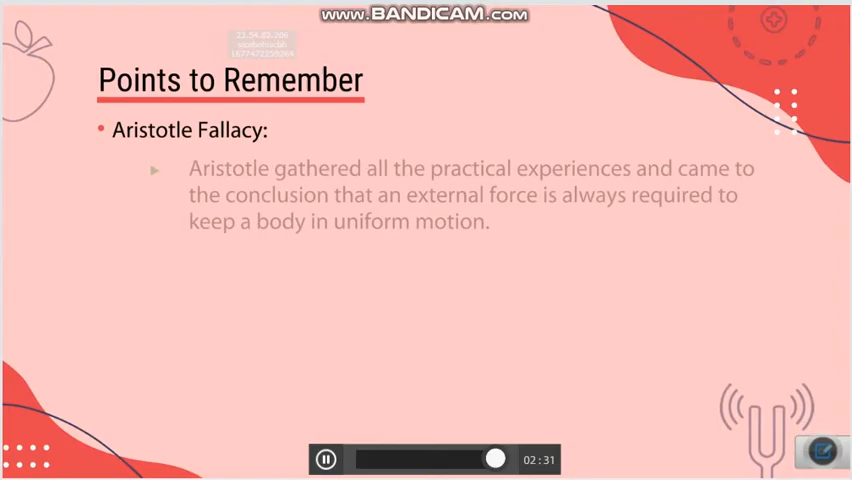 www.BANDICAM.com
Points to Remember
• Aristotle Fallacy:
Aristotle gathered all the practical experiences and came to
the conclusion that an external force is always required to
keep a body in uniform motion.
02:31